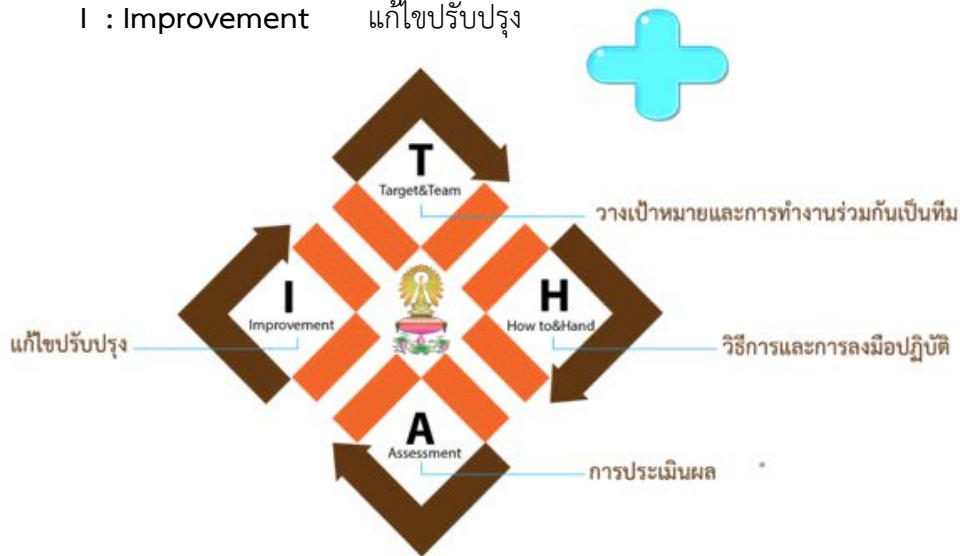 I : Improvement แก้ไขปรับปรุง
T
Target&Team
วางเป้าหมายและการทำงานร่วมกันเป็นทีม
I
Improvement
H
How to&Hand
แก้ไขปรับปรุง
วิธีการและการลงมือปฏิบัติ
A
Assessment
การประเมินผล